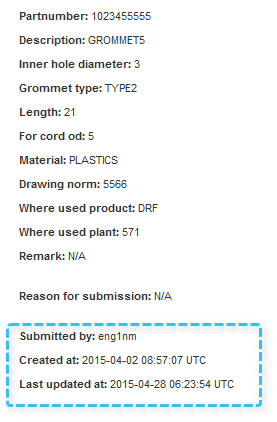 Partnumber: 1023455555
Description: GROMMET5
Inner hole diameter: 3
Grommet type: TYPE2
Length: 21
For cord od: 5
Material: PLASTICS
Drawing norm: 5566
Where used product: DRF
Where used plant: 571
Remark: N/A
Reason for submission: N/A
Submitted by: eng1nm
Created at: 2015-04-02 08:57:07 UTC
Last updated at: 2015-04-28 06:23:54 UTC